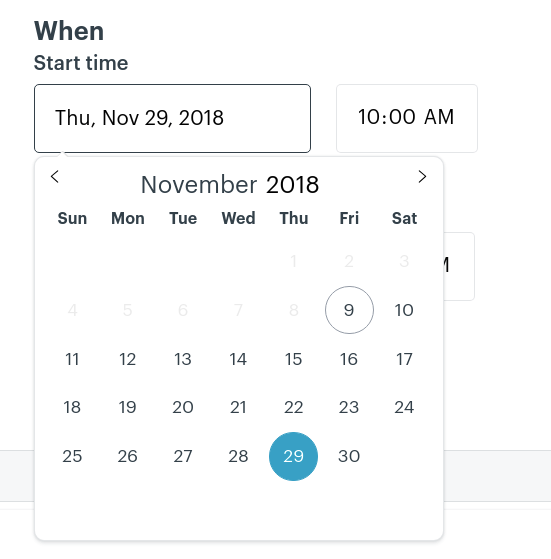 When
Start time
Thu, Nov 29, 2018 10:00 AM
November 2018
Sun Mon Tue Wed Thu Fri Sat
1 2 3
4 5 6 7 8 9 10
11 12 13 14 15 16 17
18 19 20 21 22 23 24
25 26 27 28 29 30